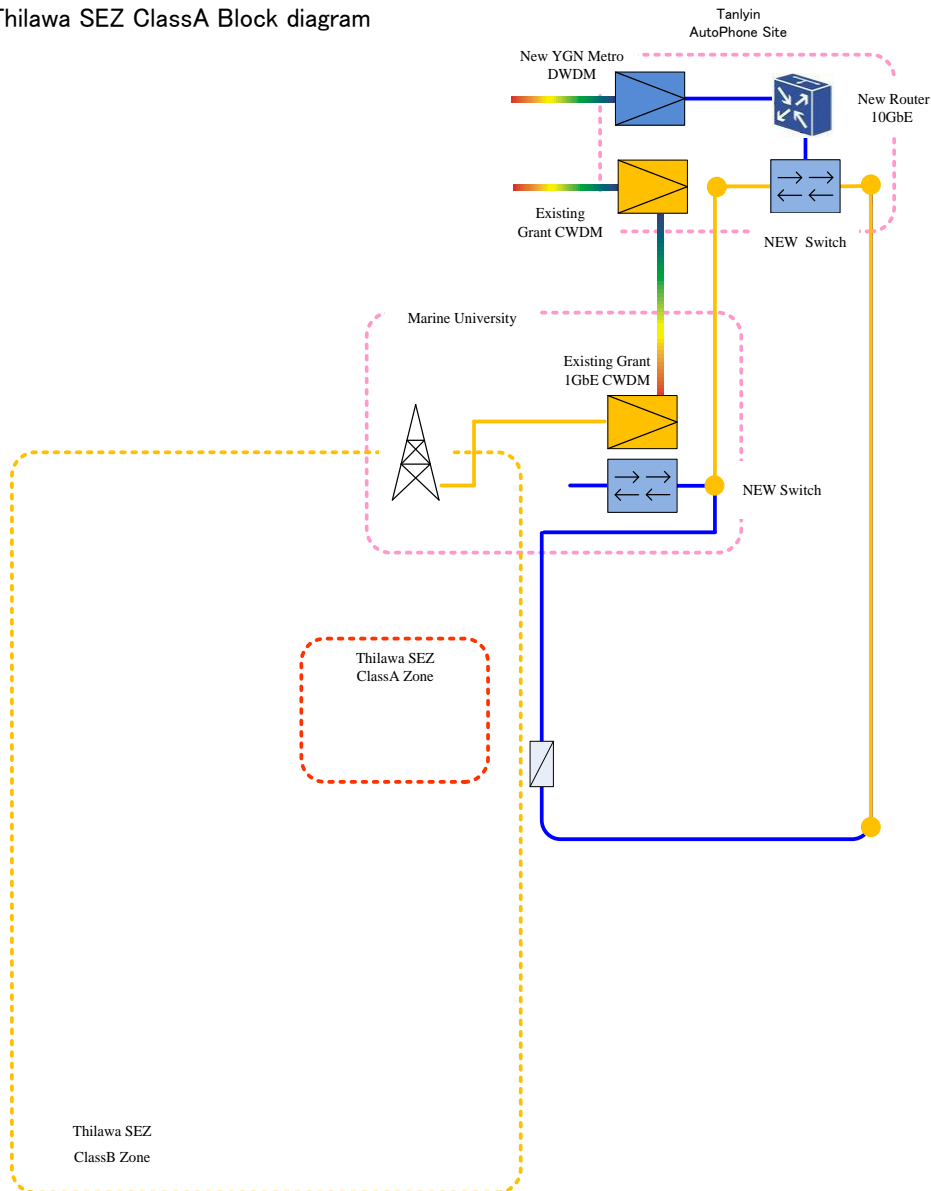 Thilawa SEZ ClassA Block diagram
Tanlyin
AutoPhone Site
New YGN Metro
DWDM
New Router
10GbE
Existing
Grant CWDM
NEW Switch
Marine University
Existing Grant
1GbE CWDM
NEW Switch
Thilawa SEZ
ClassA Zone
Thilawa SEZ
ClassB Zone